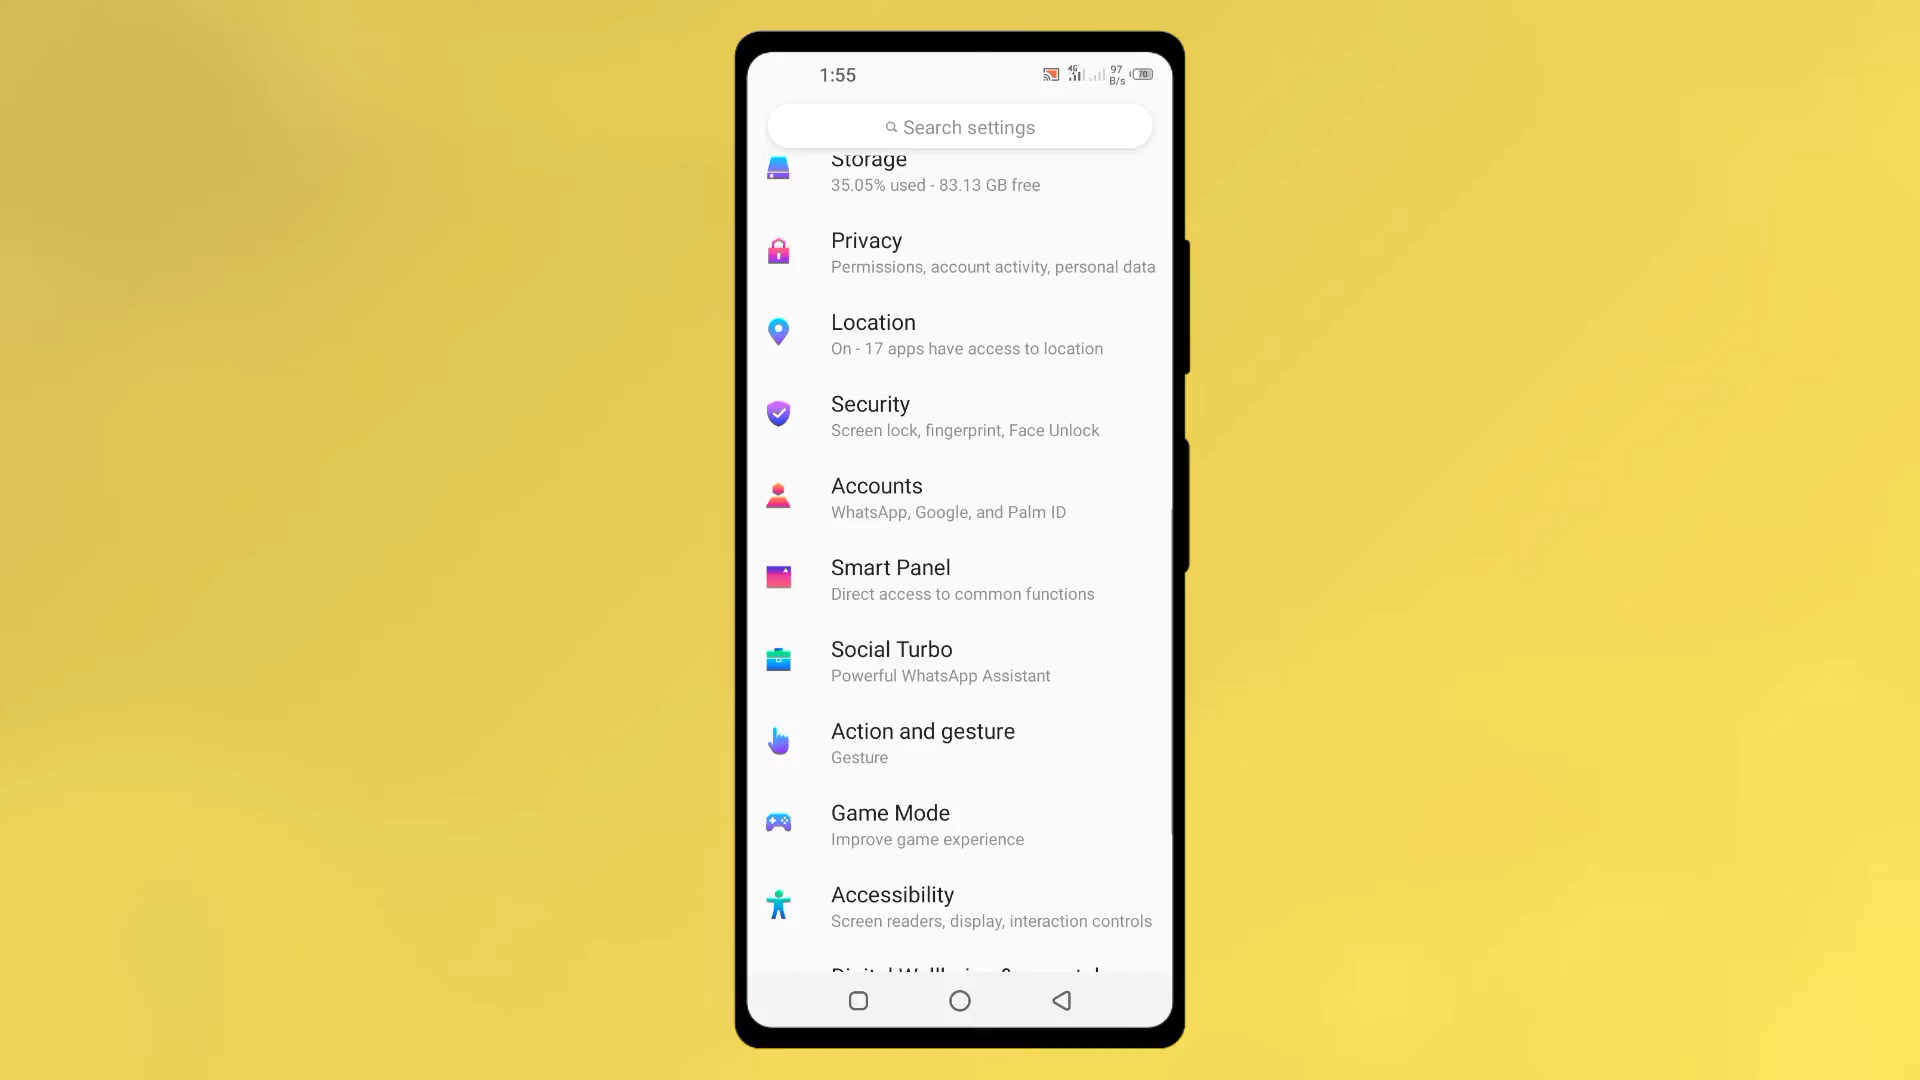 1:55
4G
97
B/s
70
Search settings
Storage
35.05% used - 83.13 GB free
Privacy
Permissions, account activity, personal data
Location
On - 17 apps have access to location
Security
Screen lock, fingerprint, Face Unlock
Accounts
WhatsApp, Google, and Palm ID
Smart Panel
Direct access to common functions
Social Turbo
Powerful WhatsApp Assistant
Action and gesture
Gesture
Game Mode
Improve game experience
Accessibility
Screen readers, display, interaction controls